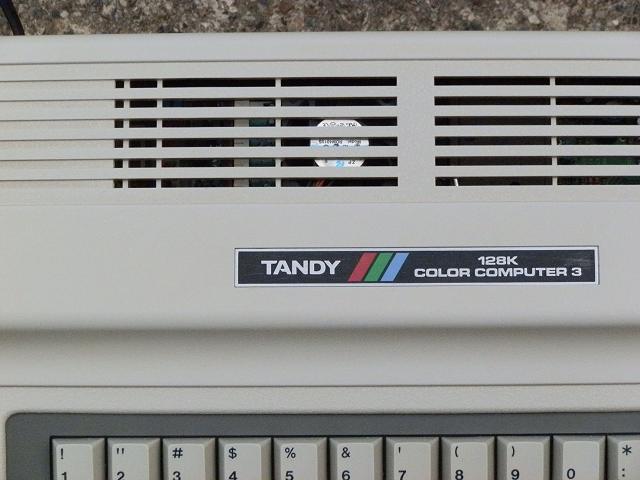 TANDY
128K
COLOR COMPUTER 3
! " # $ % & ' ( ) *
1 2 3 4 5 6 7 8 9 0 :